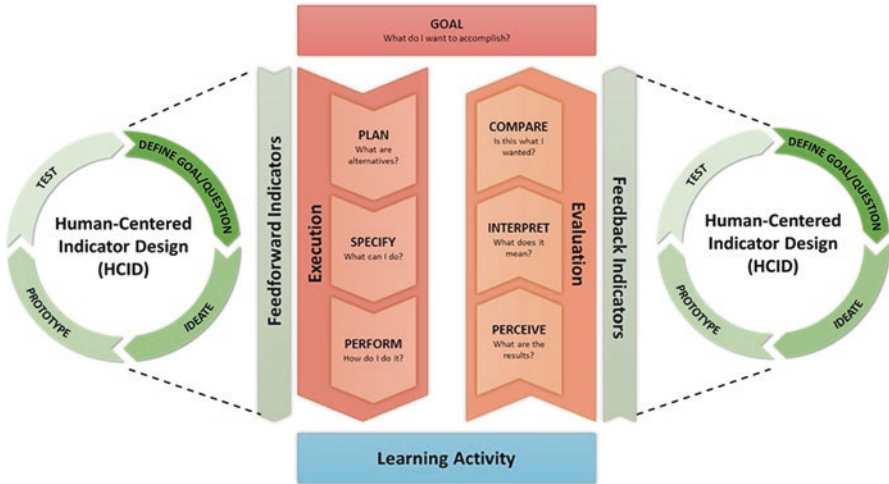 GOAL
What do I want to accomplish?
TEST
DEFINE GOAL/QUESTION
Human-Centered
Indicator Design
(HCID)
PROTOTYPE
IDEATE
Feedforward Indicators
Execution
PLAN
What are
alternatives?
SPECIFY
What can I do?
PERFORM
How do I do it?
COMPARE
Is this what I
wanted?
INTERPRET
What does it
mean?
PERCEIVE
What are the
results?
Evaluation
Feedback Indicators
TEST
DEFINE GOAL/QUESTION
Human-Centered
Indicator Design
(HCID)
PROTOTYPE
IDEATE
Learning Activity